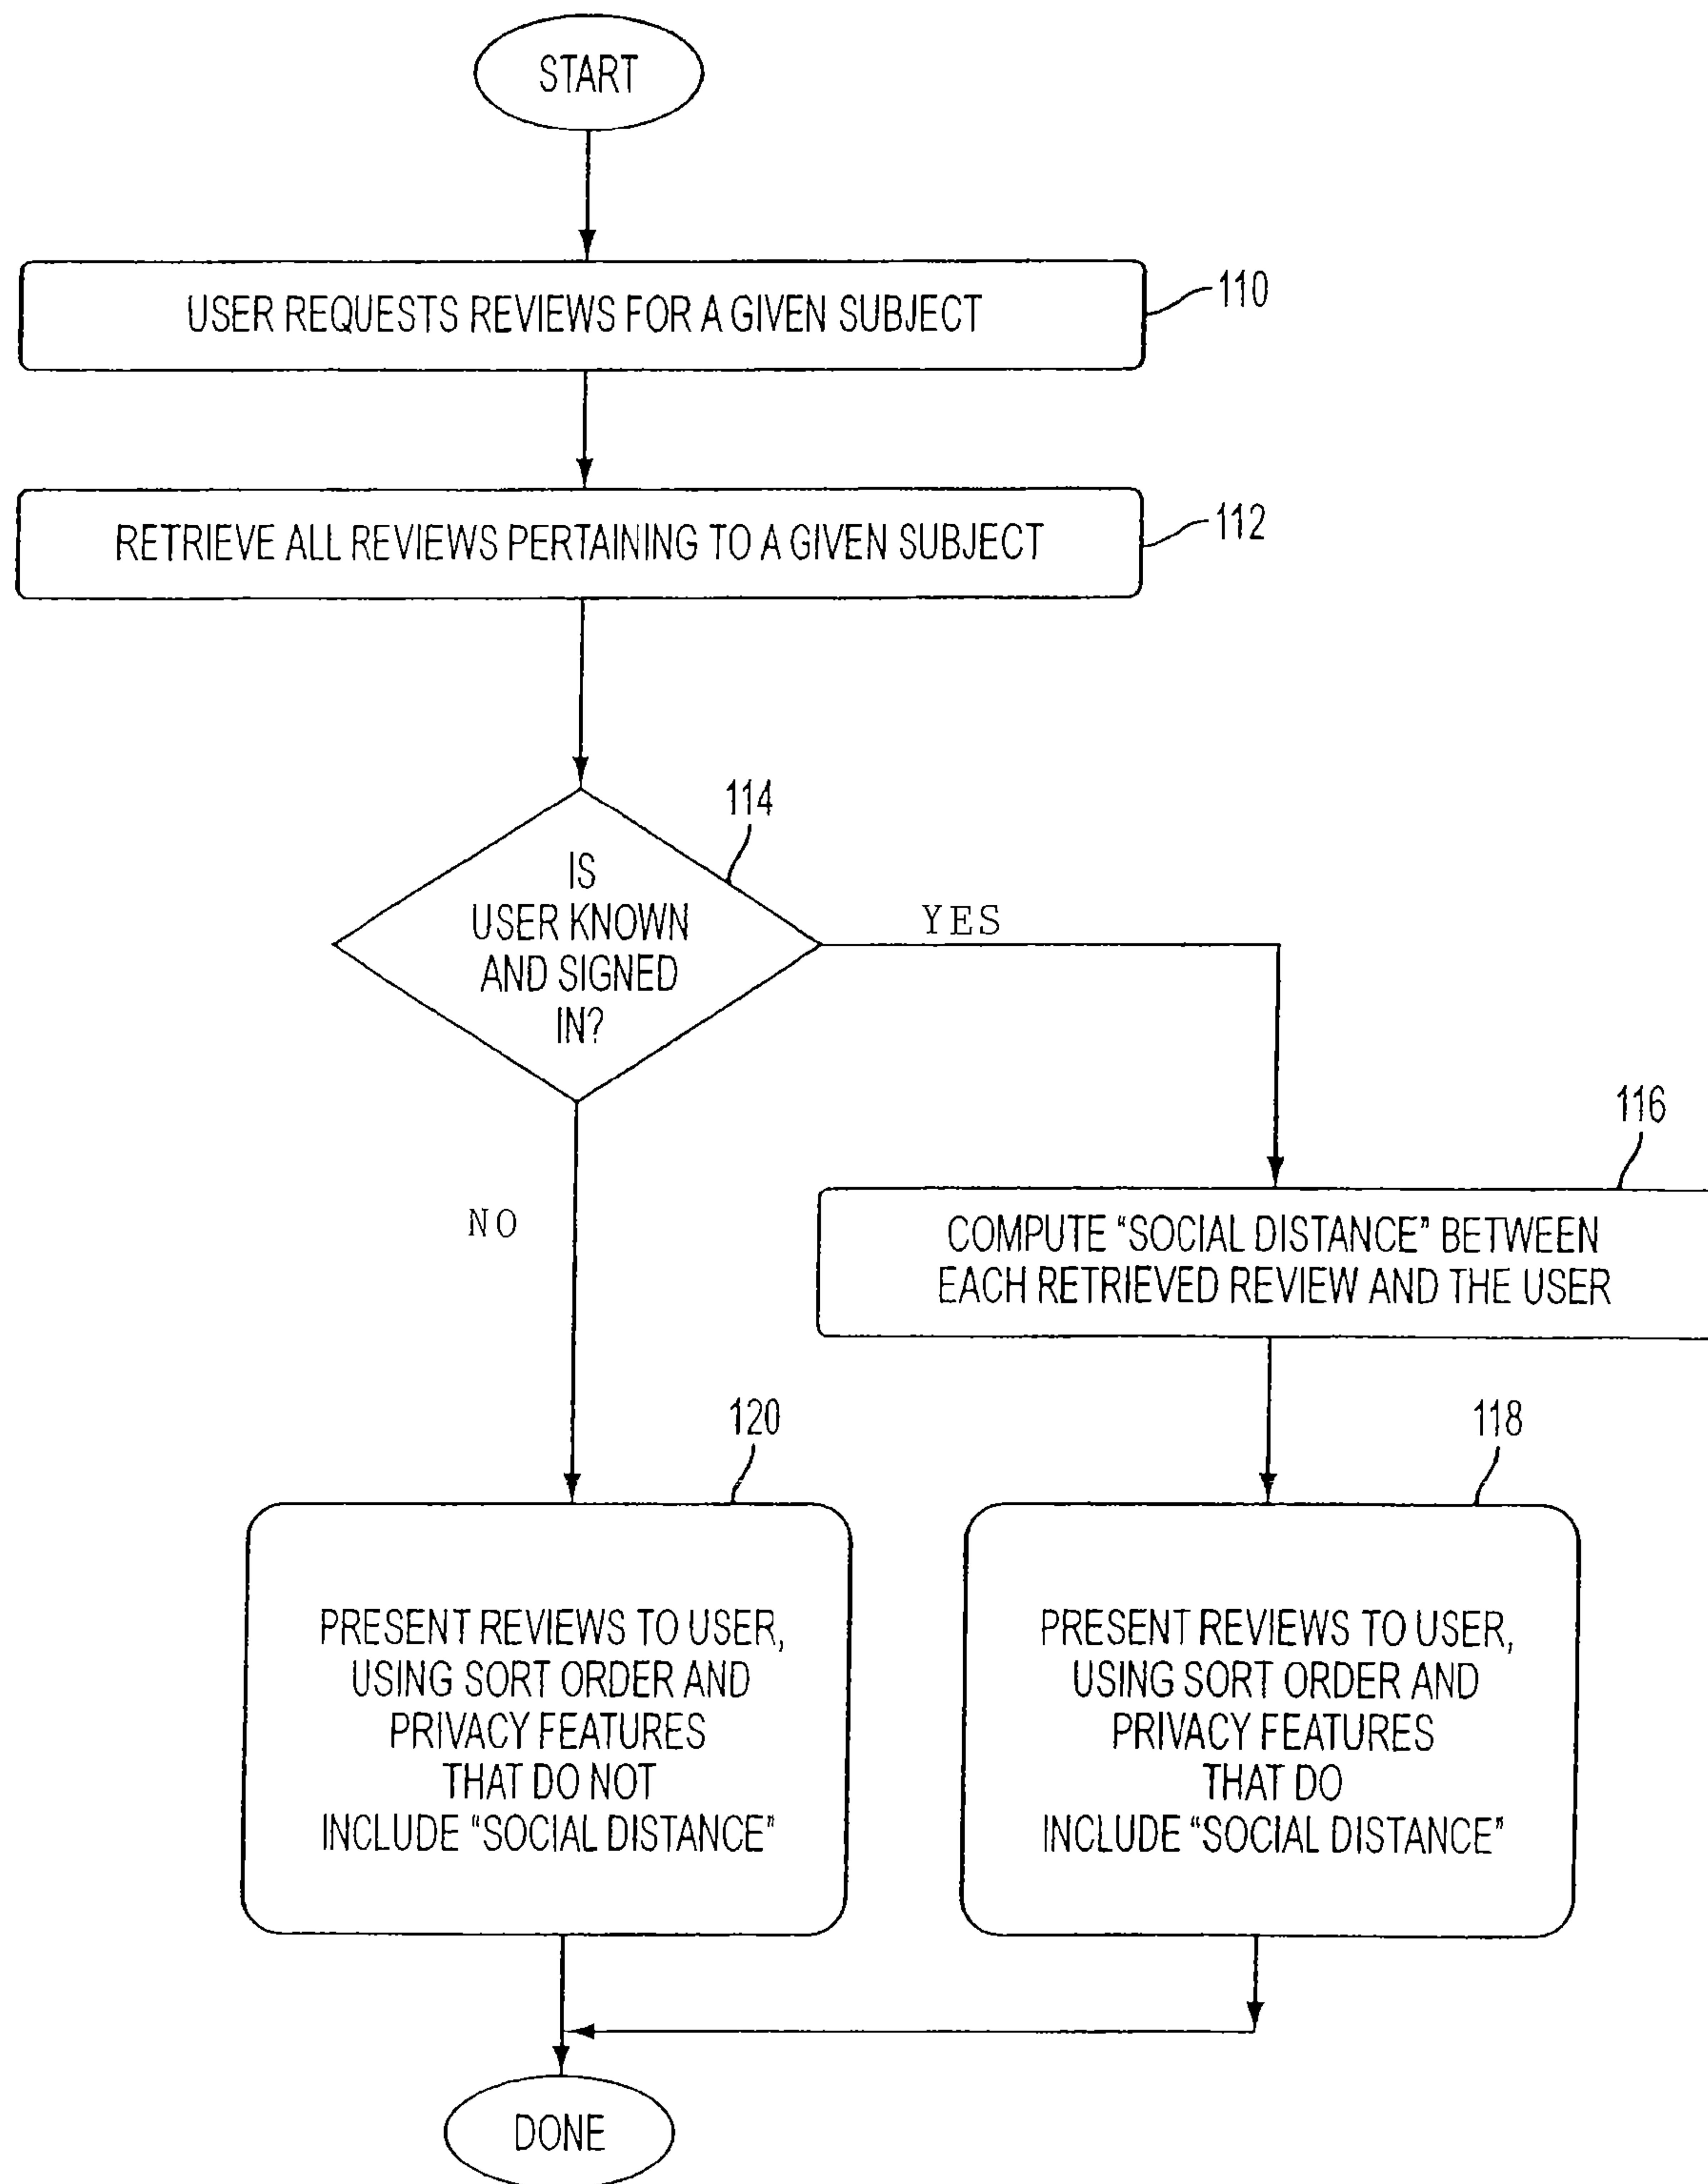 START
USER REQUESTS REVIEWS FOR A GIVEN SUBJECT
110
RETRIEVE ALL REVIEWS PERTAINING TO A GIVEN SUBJECT
112
114
IS
USER KNOWN
AND SIGNED
IN?
YES
NO
116
COMPUTE “SOCIAL DISTANCE” BETWEEN
EACH RETRIEVED REVIEW AND THE USER
120
PRESENT REVIEWS TO USER,
USING SORT ORDER AND
PRIVACY FEATURES
THAT DO NOT
INCLUDE “SOCIAL DISTANCE”
118
PRESENT REVIEWS TO USER,
USING SORT ORDER AND
PRIVACY FEATURES
THAT DO
INCLUDE “SOCIAL DISTANCE”
DONE